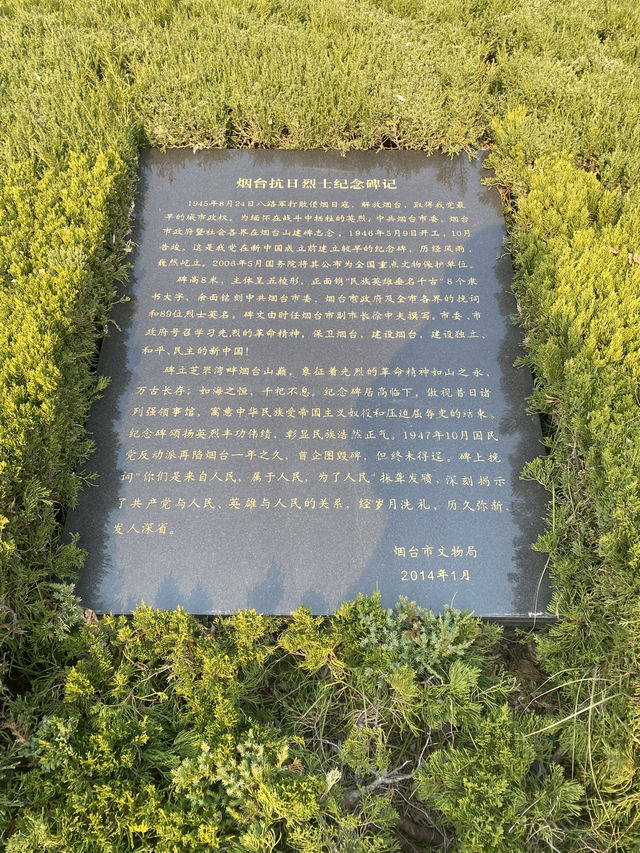 烟台抗日烈士纪念碑记
1945年8月24日八路军打散侵烟日寇，解放烟台，取得我党最
早的城市政权。为缅怀在战斗中牺牲的英烈，中共烟台市委、烟台
市政府暨社会各界在烟台山建碑志念，1946年5月9日开工，10月
告竣。这是我党在新中国成立前建立较早的纪念碑。历经风雨，
巍然屹立。2006年5月国务院将其公布为全国重点文物保护单位。
碑高8米，主体呈五棱形，正面镌“民族英雄垂名千古”8个隶
书大字，余面铭刻中共烟台市委、烟台市政府及全市各界的挽词
和89位烈士英名。碑文由时任烟台市副市长徐中夫撰写，市委、市
政府号召学习先烈的革命精神，保卫烟台，建设烟台，建设独立、
和平、民主的新中国！
碑立芝罘湾畔烟台山巅，象征着先烈的革命精神如山之永，
万古长存；如海之恒，千祀不息。纪念碑居高临下，傲视昔日诸
列强领事馆，寓意中华民族受帝国主义奴役和压迫屈辱史的结束。
纪念碑颂扬英烈丰功伟绩，彰显民族浩然正气。1947年10月国民
党反动派再陷烟台一年之久，曾企图毁碑，但终未得逞。碑上挽
词“你们是来自人民，属于人民，为了人民”振聋发聩，深刻揭示
了共产党与人民、英雄与人民的关系。经岁月洗礼，历久弥新，
发人深省。
烟台市文物局
2014年1月